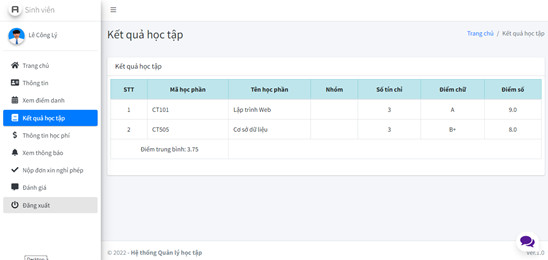 Sinh viên
Lê Công Lý
Trang chủ
Thông tin
Xem điểm danh
Kết quả học tập
Thông tin học phí
Xem thông báo
Nộp đơn xin nghỉ phép
Đánh giá
Đăng xuất
Desktop
Kết quả học tập
Trang chủ / Kết quả học tập
Kết quả học tập
STT Mã học phần Tên học phần Nhóm Số tín chỉ Điểm chữ Điểm số
1 CT101 Lập trình Web 3 A 9.0
2 CT505 Cơ sở dữ liệu 3 B+ 8.0
Điểm trung bình: 3.75
© 2022 - Hệ thống Quản lý học tập